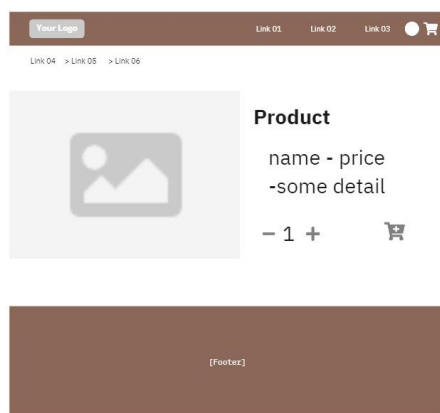 Your Logo Link 01 Link 02 Link 03
Link 04 > Link 05 > Link 06
Product
name - price
-some detail
1
[Footer]